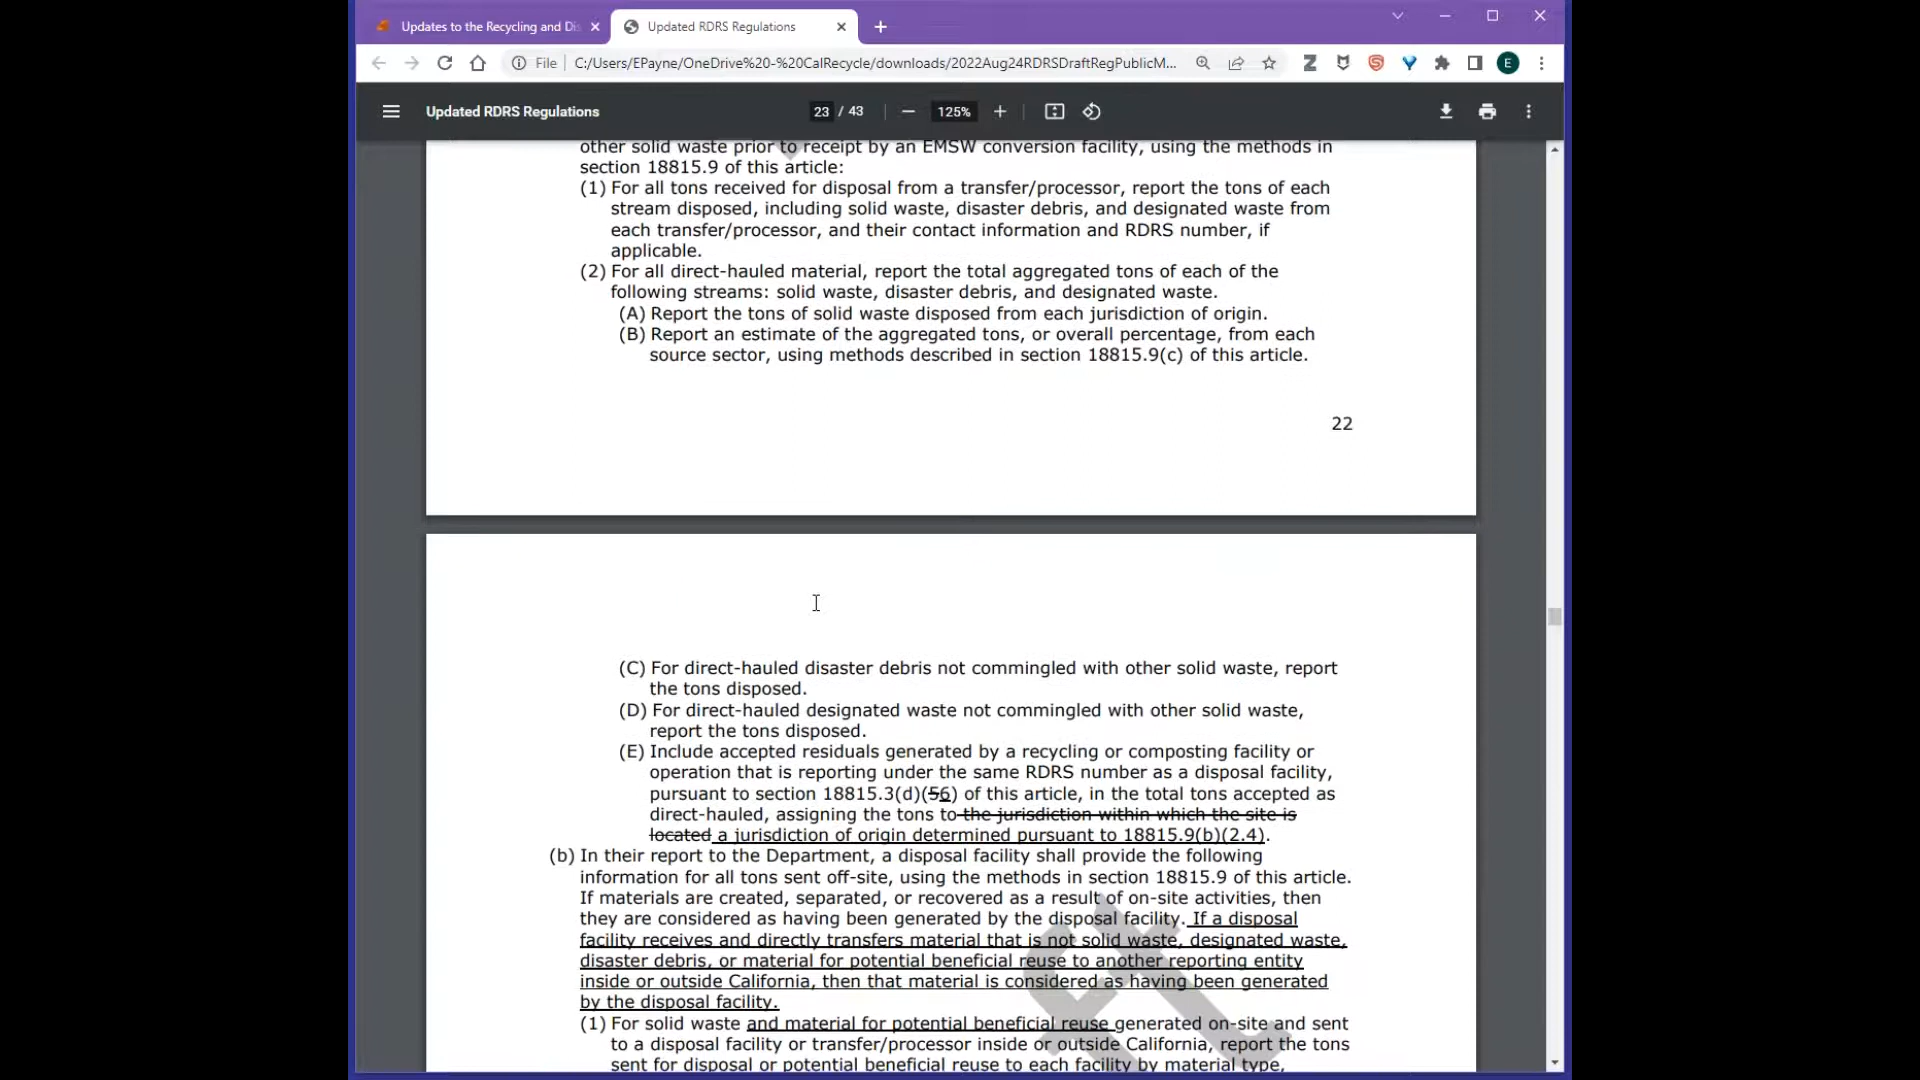 Updates to the Recycling and Dis
Updated RDRS Regulations
File
C:/Users/EPayne/OneDrive%20-%20CalRecycle/downloads/2022Aug24RDRSDraftRegPublicM...
E
Updated RDRS Regulations
23 / 43
125%
other solid waste prior to receipt by an EMSW conversion facility, using the methods in
section 18815.9 of this article:
(1) For all tons received for disposal from a transfer/processor, report the tons of each
stream disposed, including solid waste, disaster debris, and designated waste from
each transfer/processor, and their contact information and RDRS number, if
applicable.
(2) For all direct-hauled material, report the total aggregated tons of each of the
following streams: solid waste, disaster debris, and designated waste.
(A) Report the tons of solid waste disposed from each jurisdiction of origin.
(B) Report an estimate of the aggregated tons, or overall percentage, from each
source sector, using methods described in section 18815.9(c) of this article.
22
(C) For direct-hauled disaster debris not commingled with other solid waste, report
the tons disposed.
(D) For direct-hauled designated waste not commingled with other solid waste,
report the tons disposed.
(E) Include accepted residuals generated by a recycling or composting facility or
operation that is reporting under the same RDRS number as a disposal facility,
pursuant to section 18815.3(d)(56) of this article, in the total tons accepted as
direct-hauled, assigning the tons to the jurisdiction within which the site is
located a jurisdiction of origin determined pursuant to 18815.9(b)(2.4).
(b) In their report to the Department, a disposal facility shall provide the following
information for all tons sent off-site, using the methods in section 18815.9 of this article.
If materials are created, separated, or recovered as a result of on-site activities, then
they are considered as having been generated by the disposal facility. If a disposal
facility receives and directly transfers material that is not solid waste, designated waste,
disaster debris, or material for potential beneficial reuse to another reporting entity
inside or outside California, then that material is considered as having been generated
by the disposal facility.
(1) For solid waste and material for potential beneficial reuse generated on-site and sent
to a disposal facility or transfer/processor inside or outside California, report the tons
sent for disposal or potential beneficial reuse to each facility by material type,
ft